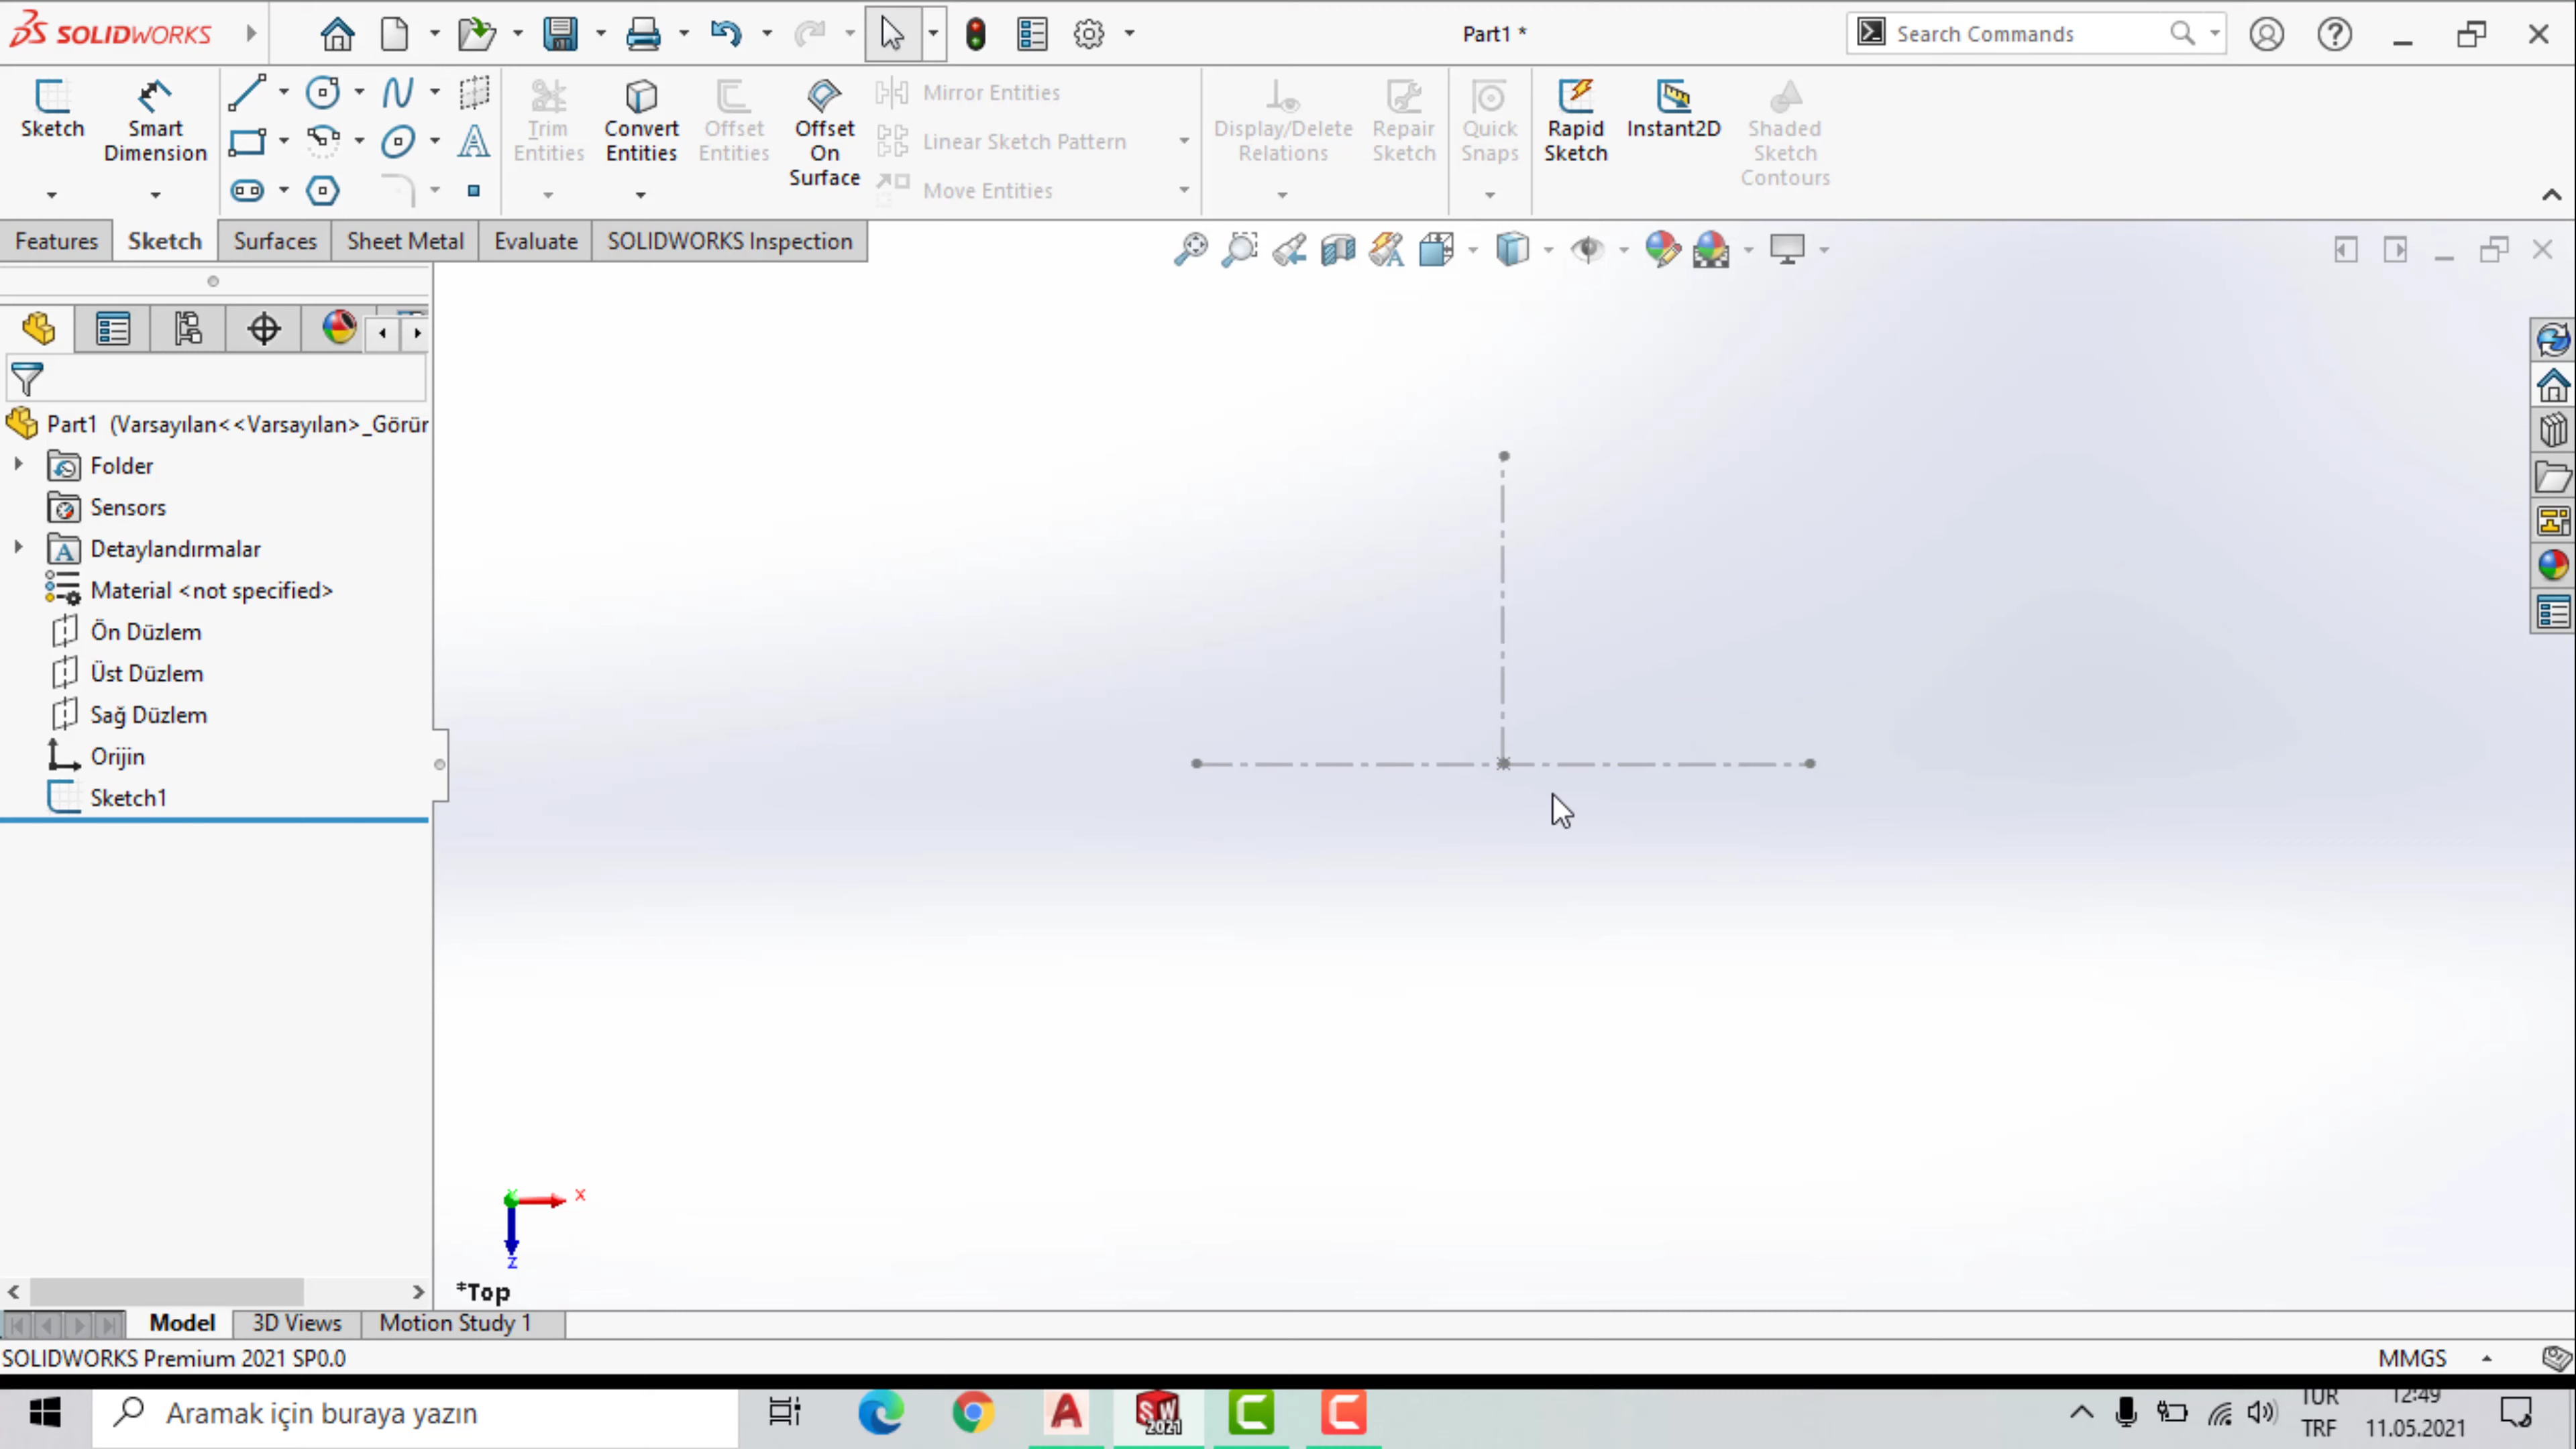 SOLIDWORKS
Part1 *
Search Commands
Sketch
Smart Dimension
Trim Entities
Convert Entities
Offset Entities
Offset On Surface
Mirror Entities
Linear Sketch Pattern
Move Entities
Display/Delete Relations
Repair Sketch
Quick Snaps
Rapid Sketch
Instant2D
Shaded Sketch Contours
Features
Sketch
Surfaces
Sheet Metal
Evaluate
SOLIDWORKS Inspection
Part1 (Varsayılan<<Varsayılan>_Görür
Folder
Sensors
Detaylandırmalar
Material <not specified>
Ön Düzlem
Üst Düzlem
Sağ Düzlem
Orijin
Sketch1
X
Z
*Top
Model
3D Views
Motion Study 1
SOLIDWORKS Premium 2021 SP0.0
MMGS
Aramak için buraya yazın
SW
2021
TUR
TRF
12:49
11.05.2021